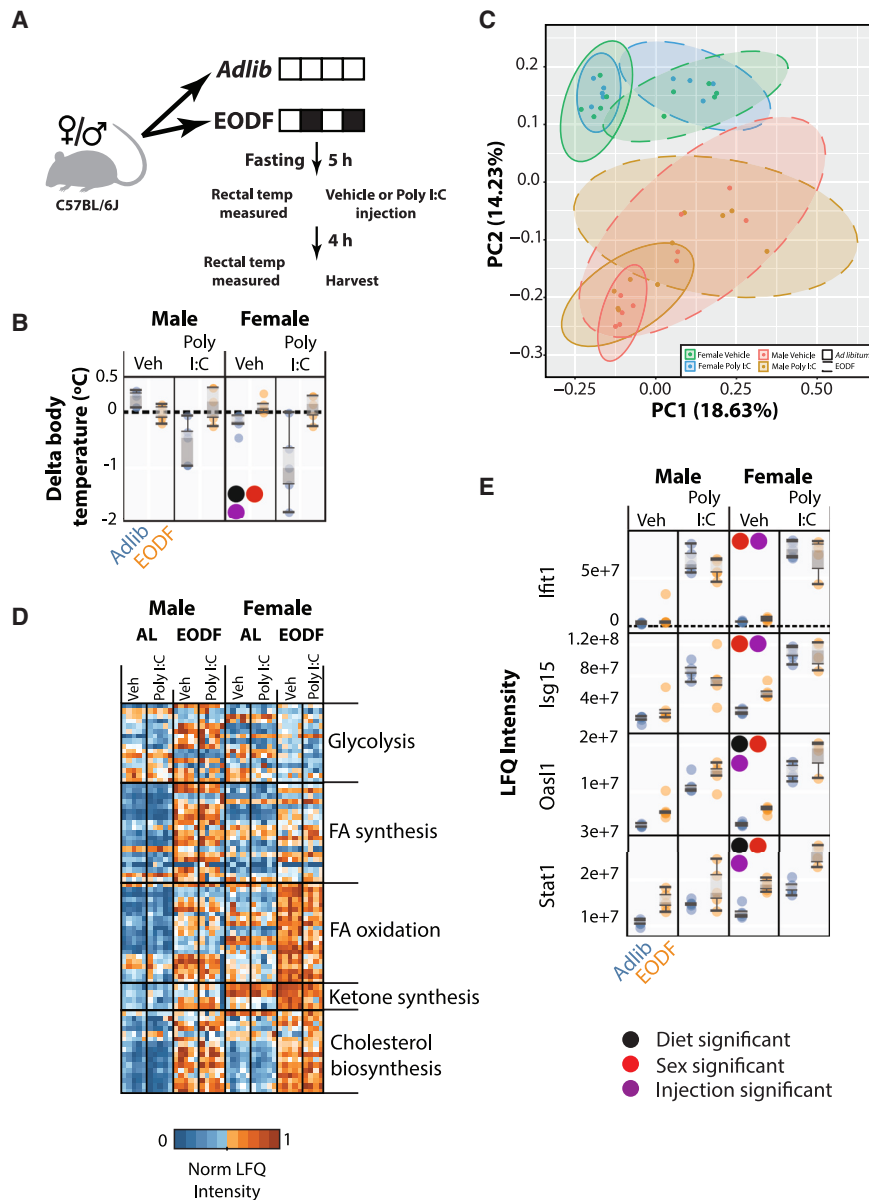 A
Adlib
EODF
♀/♂
C57BL/6J
Fasting
5 h
Rectal temp
measured
Vehicle or Poly I:C
injection
4 h
Rectal temp
measured
Harvest
B
Male
Female
Veh
Poly
I:C
Veh
Poly
I:C
Delta body
temperature (ºC)
0.5
0
-1
-2
Adlib
EODF
C
PC2 (14.23%)
0.2
0.1
0.0
−0.1
−0.2
−0.3
Female Vehicle
Male Vehicle
Ad libitum
Female Poly I:C
Male Poly I:C
EODF
−0.25
0.00
0.25
0.50
PC1 (18.63%)
D
Male
Female
AL
EODF
AL
EODF
Veh
Poly I:C
Veh
Poly I:C
Veh
Poly I:C
Veh
Poly I:C
Glycolysis
FA synthesis
FA oxidation
Ketone synthesis
Cholesterol
biosynthesis
0
1
Norm LFQ
Intensity
E
Male
Female
Veh
Poly
I:C
Veh
Poly
I:C
LFQ Intensity
Ifit1
5e+7
0
Isg15
1.2e+8
8e+7
4e+7
Oasl1
2e+7
1e+7
Stat1
3e+7
2e+7
1e+7
Adlib
EODF
Diet significant
Sex significant
Injection significant